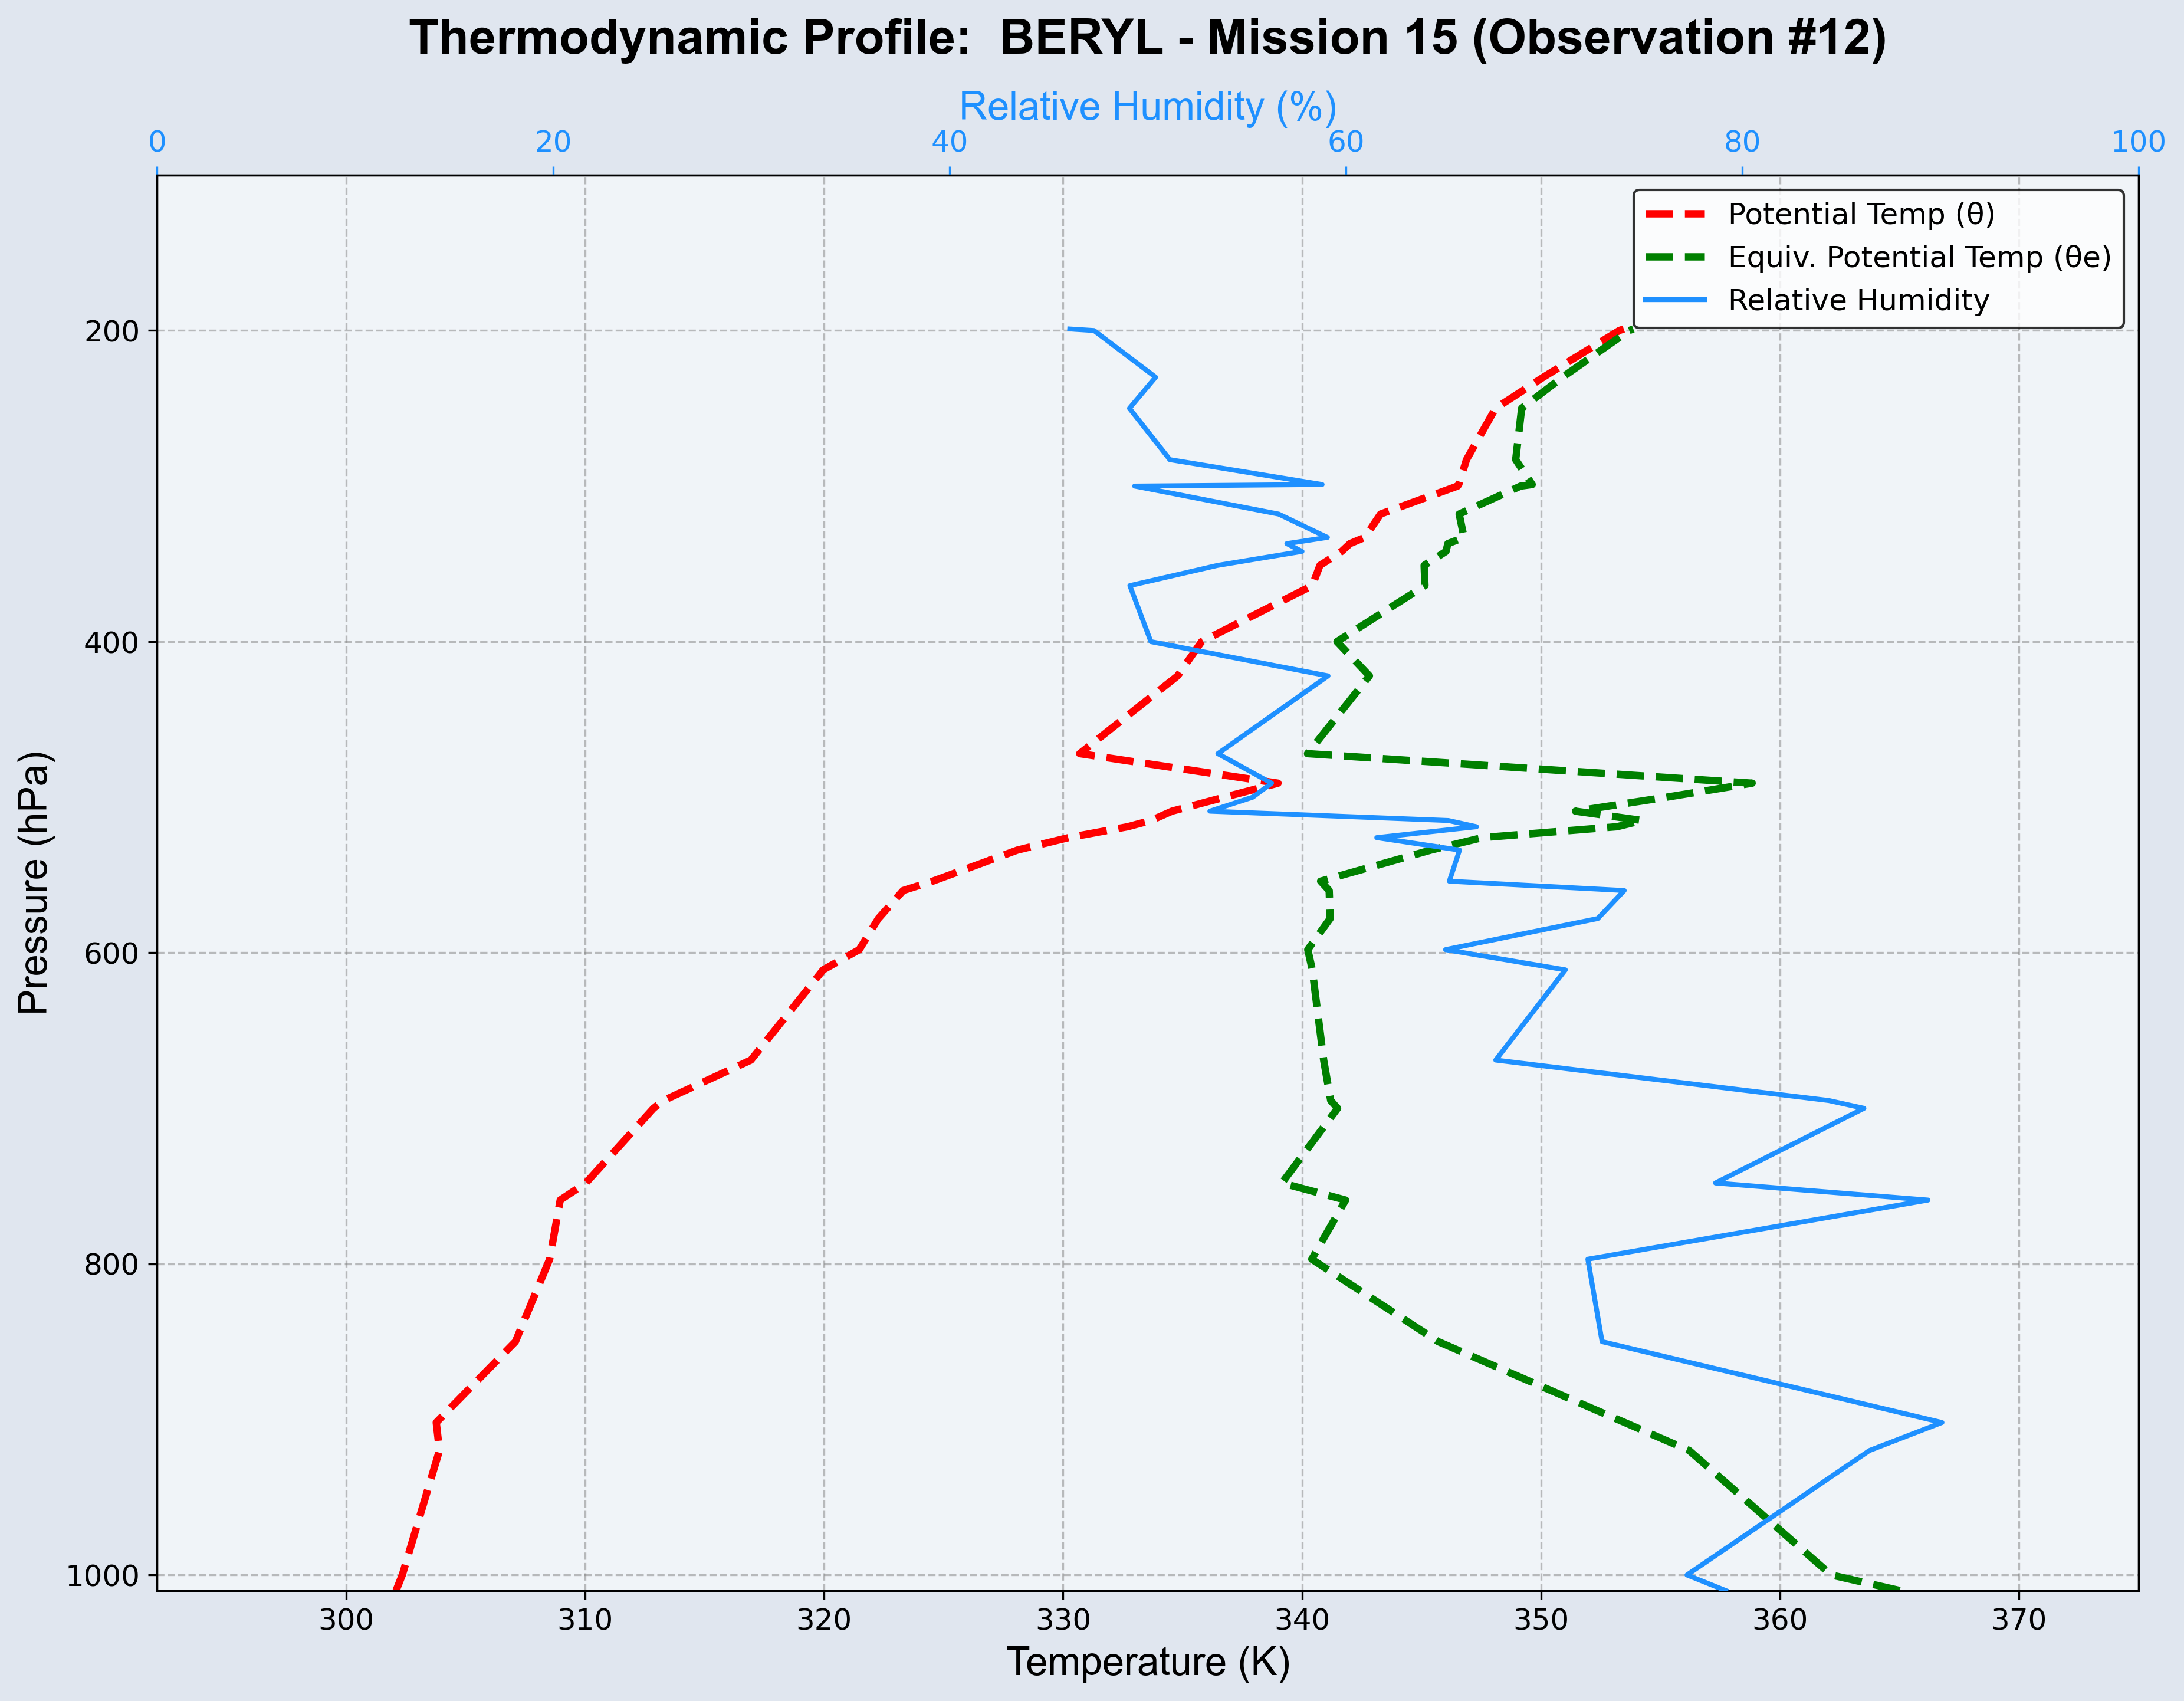 Thermodynamic Profile:  BERYL - Mission 15 (Observation #12)
Relative Humidity (%)
0 20 40 60 80 100
Potential Temp (θ)
Equiv. Potential Temp (θe)
Relative Humidity
Pressure (hPa)
200
400
600
800
1000
300 310 320 330 340 350 360 370
Temperature (K)